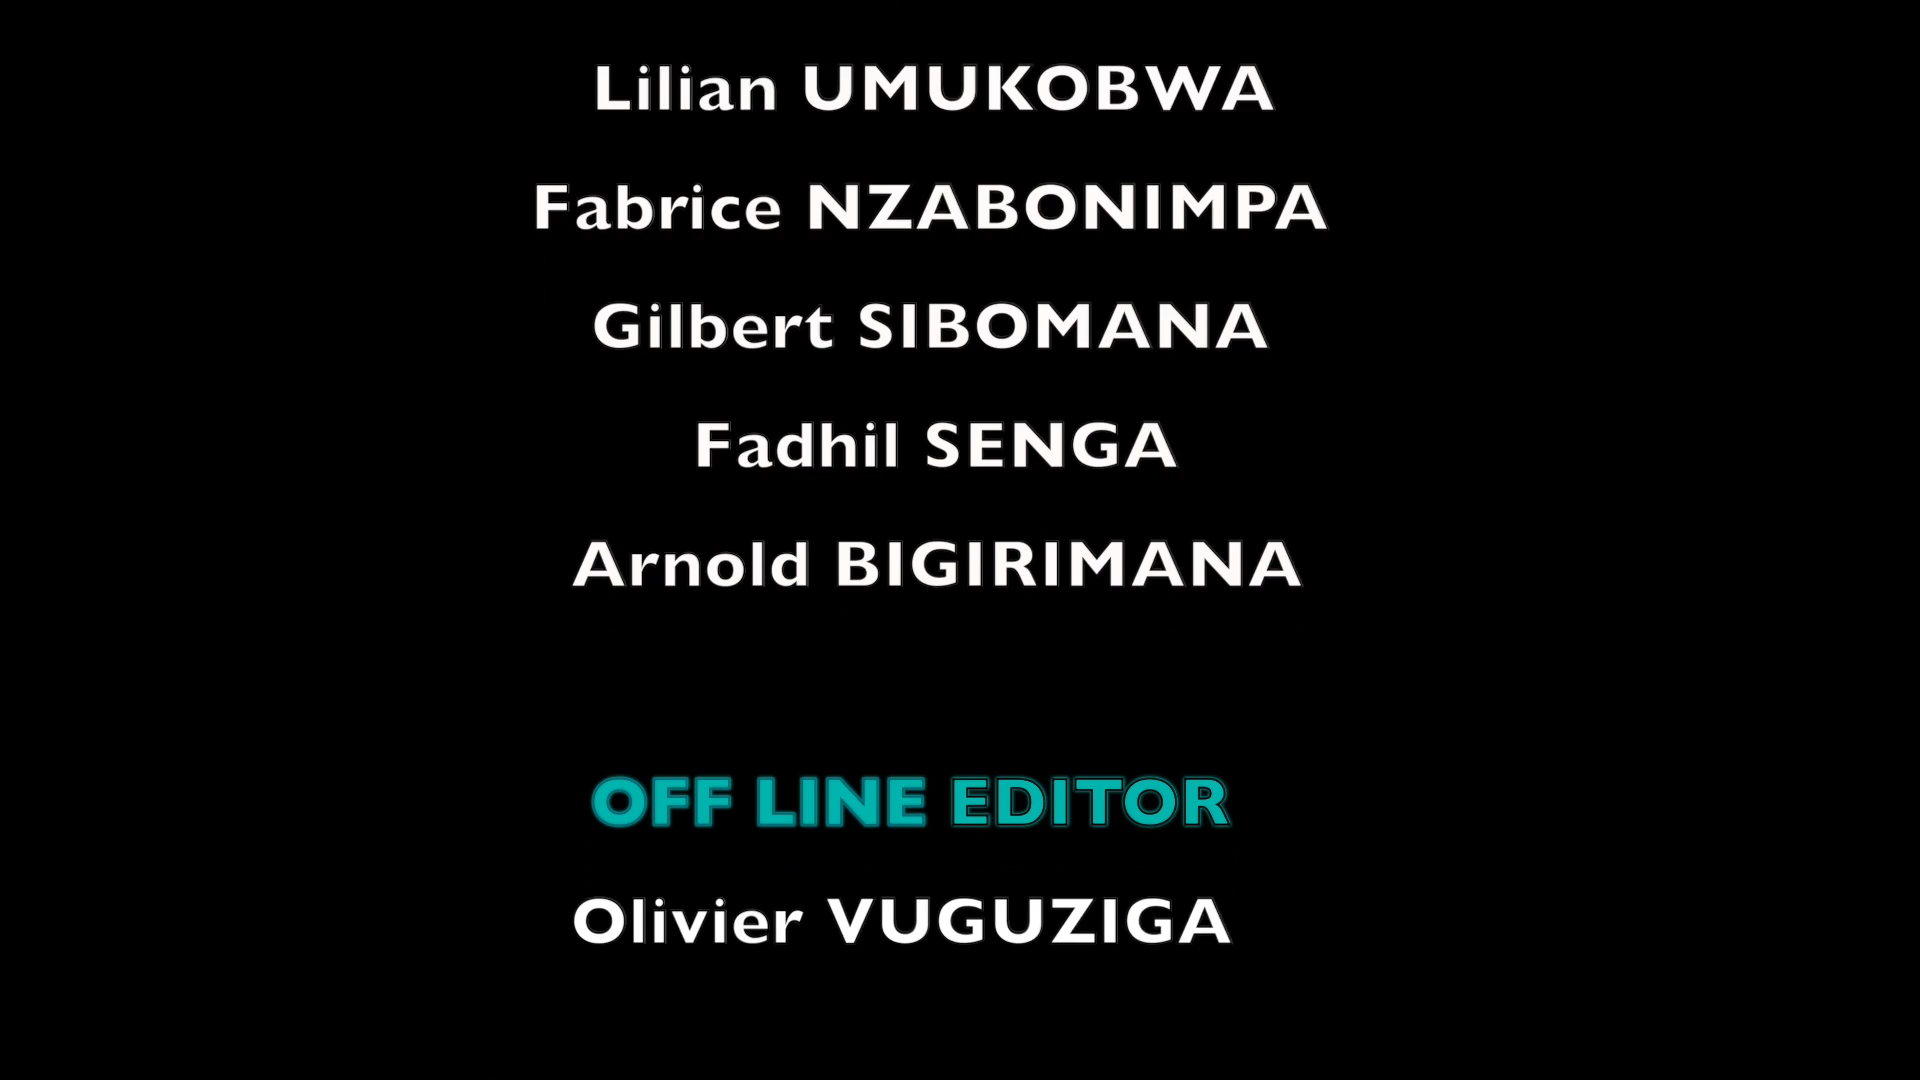 Lilian UMUKOBWA
Fabrice NZABONIMPA
Gilbert SIBOMANA
Fadhil SENGA
Arnold BIGIRIMANA
OFF LINE EDITOR
Olivier VUGUZIGA